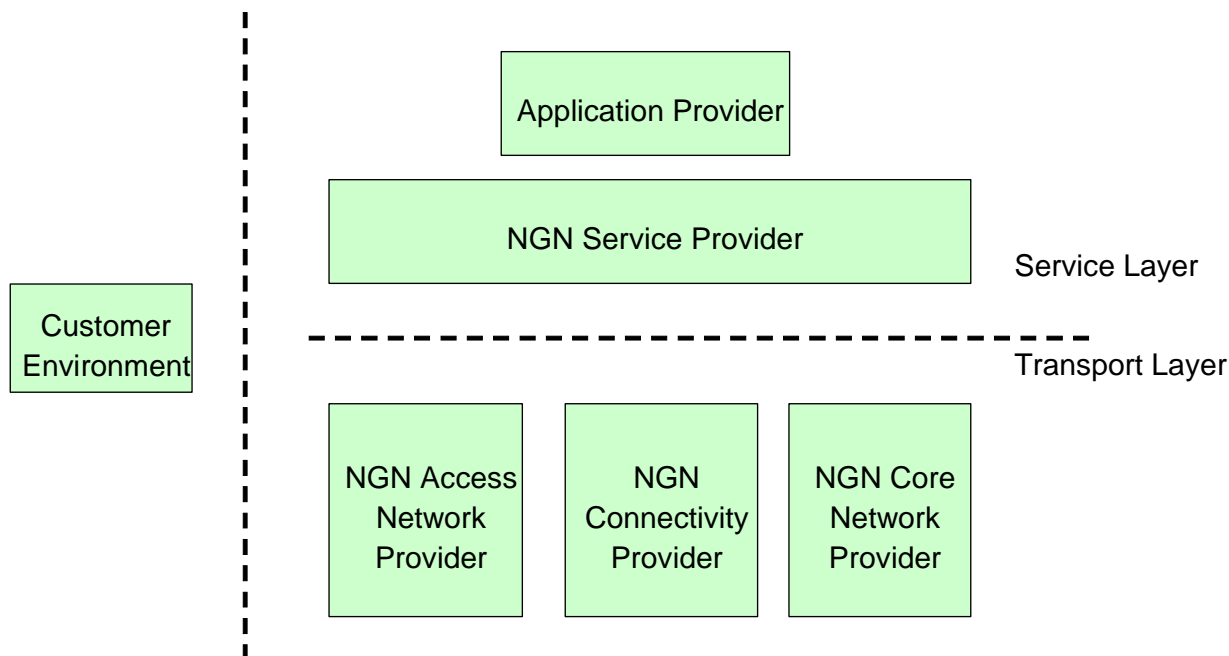 Application Provider
NGN Service Provider
Service Layer
Customer
Environment
Transport Layer
NGN Access
Network
Provider
NGN
Connectivity
Provider
NGN Core
Network
Provider